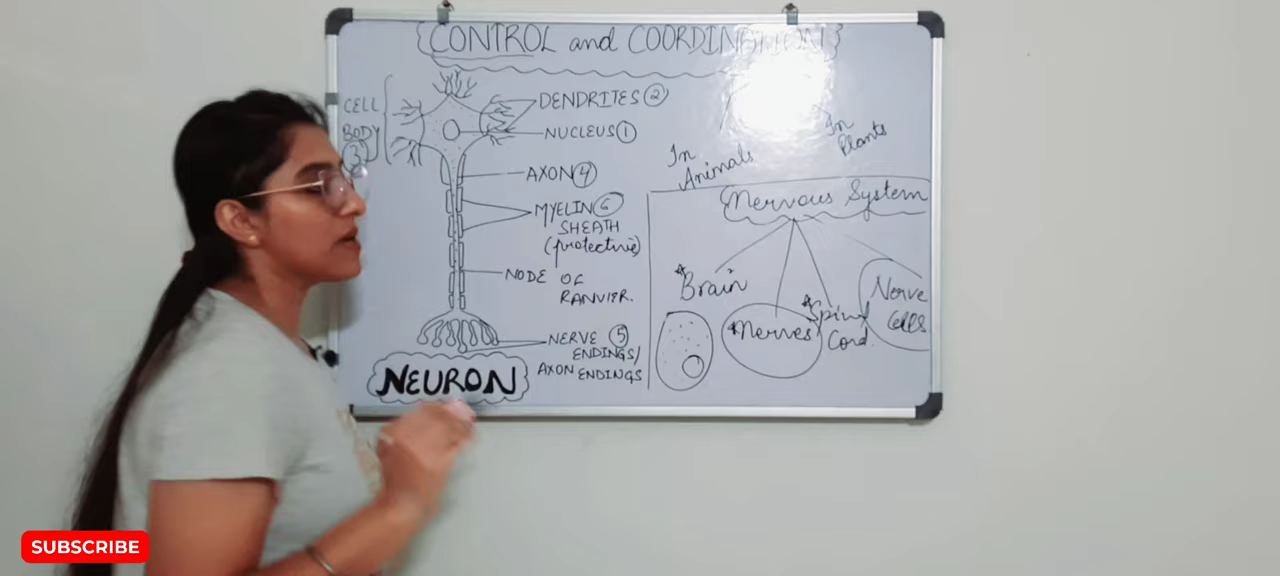 CONTROL and COORDINATION
CELL
BODY
3
DENDRITES 2
NUCLEUS 1
AXON 4
MYELIN 6
SHEATH
(protective)
NODE OF
RANVIER.
NERVE 5
ENDINGS/
AXON ENDINGS
NEURON
In
Animals
In
Plants
Nervous System
Brain
Nerves
Spinal
Cord.
Nerve
Cells
SUBSCRIBE